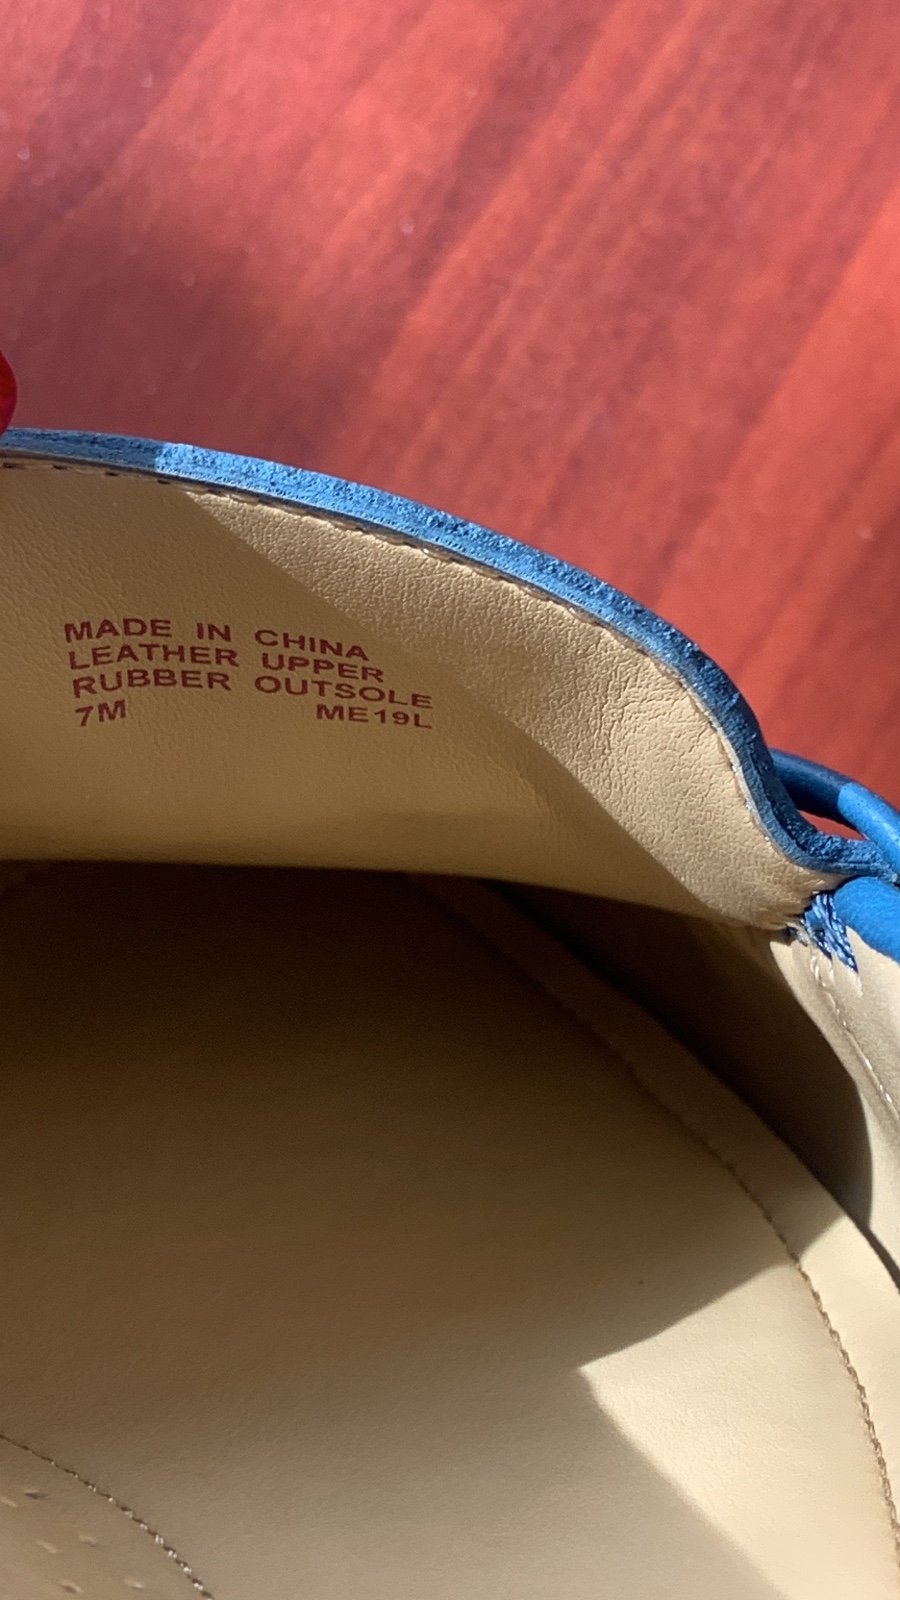 MADE IN CHINA
LEATHER UPPER
RUBBER OUTSOLE
7M ME19L